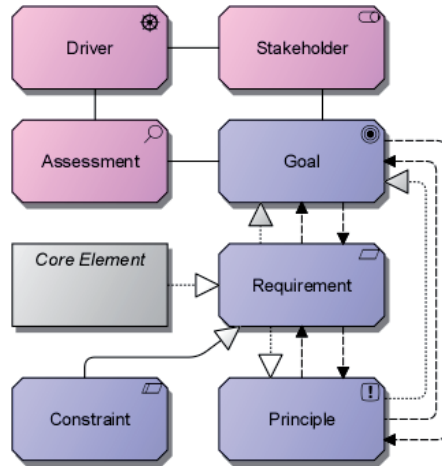 Driver
Stakeholder
Assessment
Goal
Core Element
Requirement
Constraint
Principle